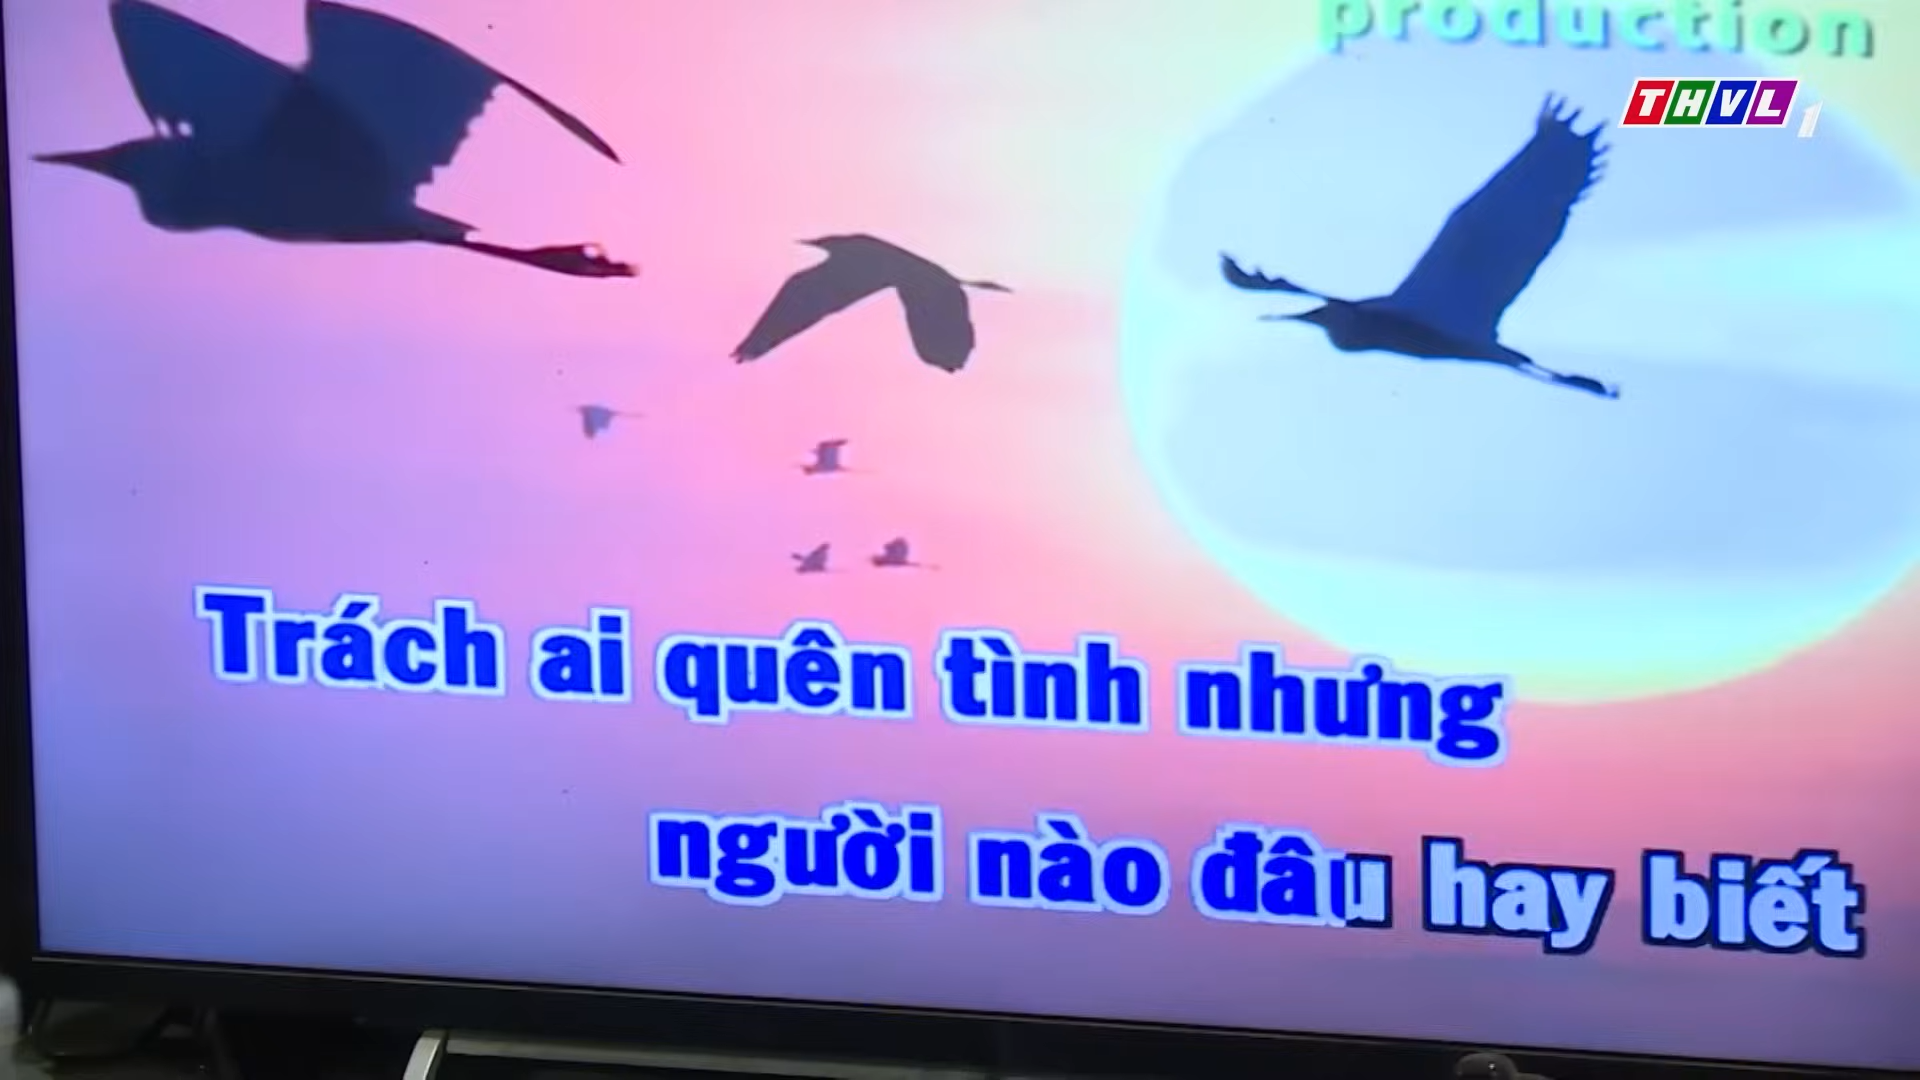 production
THVL 1
Trách ai quên tình nhưng
người nào đâu hay biết